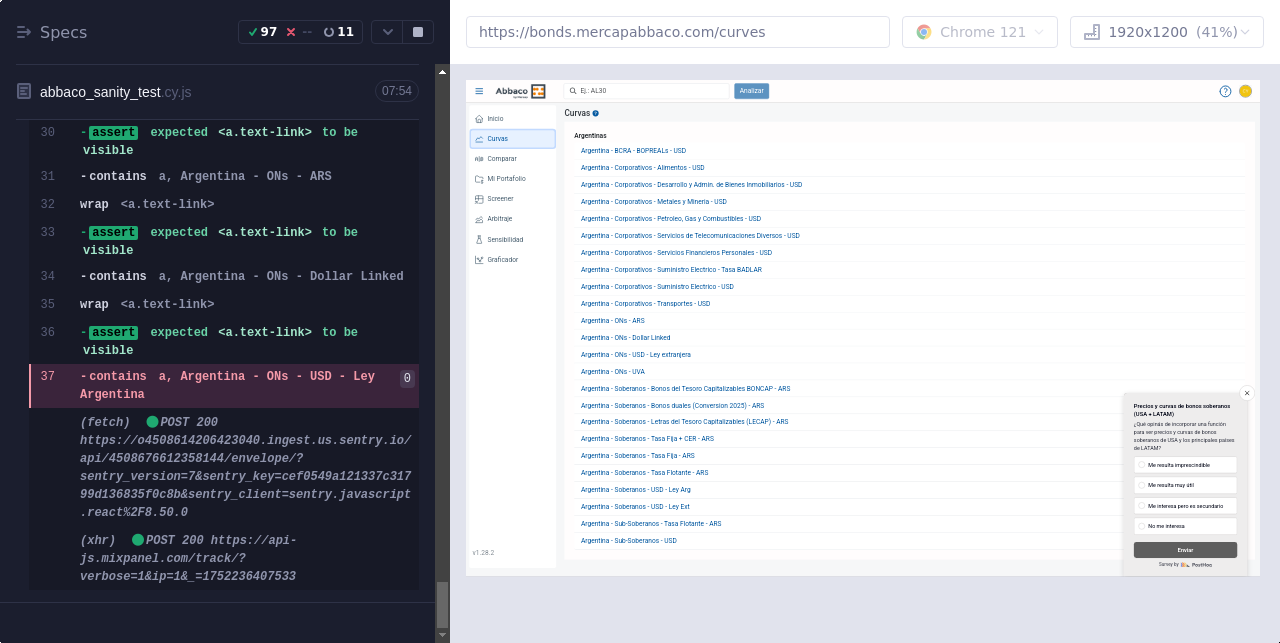 Specs
97
--
11
abbaco_sanity_test.cy.js
07:54
30 -assert expected <a.text-link> to be
visible
31 -contains a, Argentina - ONs - ARS
32 wrap <a.text-link>
33 -assert expected <a.text-link> to be
visible
34 -contains a, Argentina - ONs - Dollar Linked
35 wrap <a.text-link>
36 -assert expected <a.text-link> to be
visible
37 -contains a, Argentina - ONs - USD - Ley 0
Argentina
(fetch) POST 200
https://o4508614206423040.ingest.us.sentry.io/
api/4508676612358144/envelope/?
sentry_version=7&sentry_key=cef0549a121337c317
99d136835f0c8b&sentry_client=sentry.javascript
.react%2F8.50.0
(xhr) POST 200 https://api-
js.mixpanel.com/track/?
verbose=1&ip=1&_=1752236407533
https://bonds.mercapabbaco.com/curves
Chrome 121
1920x1200 (41%)
Abbaco
Ej.: AL30
Analizar
?
Inicio
Curvas
Comparar
Mi Portafolio
Screener
Arbitraje
Sensibilidad
Graficador
v1.28.2
Curvas ?
Argentinas
Argentina - BCRA - BOPREALs - USD
Argentina - Corporativos - Alimentos - USD
Argentina - Corporativos - Desarrollo y Admin. de Bienes Inmobiliarios - USD
Argentina - Corporativos - Metales y Mineria - USD
Argentina - Corporativos - Petroleo, Gas y Combustibles - USD
Argentina - Corporativos - Servicios de Telecomunicaciones Diversos - USD
Argentina - Corporativos - Servicios Financieros Personales - USD
Argentina - Corporativos - Suministro Electrico - Tasa BADLAR
Argentina - Corporativos - Suministro Electrico - USD
Argentina - Corporativos - Transportes - USD
Argentina - ONs - ARS
Argentina - ONs - Dollar Linked
Argentina - ONs - USD - Ley extranjera
Argentina - ONs - UVA
Argentina - Soberanos - Bonos del Tesoro Capitalizables BONCAP - ARS
Argentina - Soberanos - Bonos duales (Conversion 2025) - ARS
Argentina - Soberanos - Letras del Tesoro Capitalizables (LECAP) - ARS
Argentina - Soberanos - Tasa Fija + CER - ARS
Argentina - Soberanos - Tasa Fija - ARS
Argentina - Soberanos - Tasa Flotante - ARS
Argentina - Soberanos - USD - Ley Arg
Argentina - Soberanos - USD - Ley Ext
Argentina - Sub-Soberanos - Tasa Flotante - ARS
Argentina - Sub-Soberanos - USD
Precios y curvas de bonos soberanos
(USA + LATAM)
¿Qué opinás de incorporar una función
para ver precios y curvas de bonos
soberanos de USA y los principales países
de LATAM?
Me resulta imprescindible
Me resulta muy útil
Me interesa pero es secundario
No me interesa
Enviar
Survey by PostHog